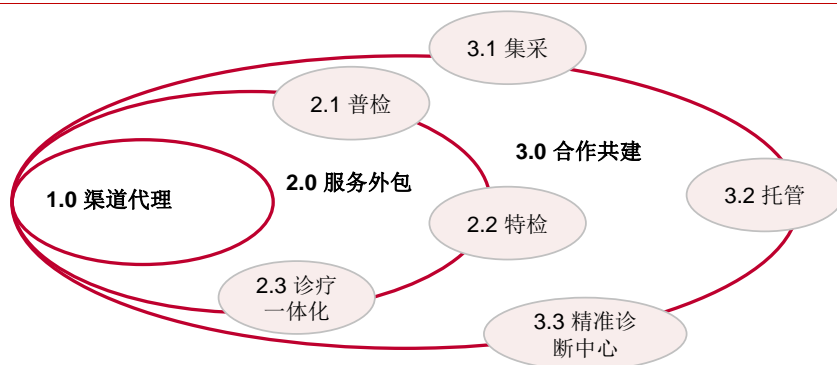 3.1 集采
2.1 普检
3.0 合作共建
1.0 渠道代理
2.0 服务外包
3.2 托管
2.2 特检
2.3 诊疗
一体化
3.3 精准诊
断中心